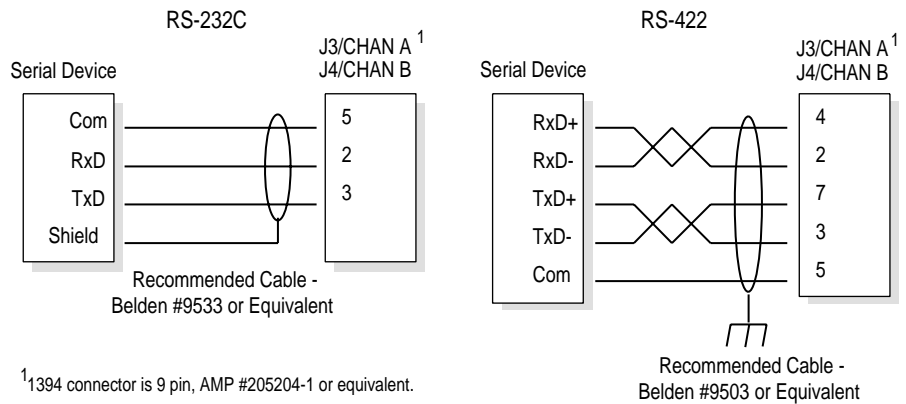 RS-232C
J3/CHAN A 1
J4/CHAN B
Serial Device
Com 5
RxD 2
TxD 3
Shield
Recommended Cable -
Belden #9533 or Equivalent
1 1394 connector is 9 pin, AMP #205204-1 or equivalent.
RS-422
J3/CHAN A 1
J4/CHAN B
Serial Device
RxD+ 4
RxD- 2
TxD+ 7
TxD- 3
Com 5
Recommended Cable -
Belden #9503 or Equivalent